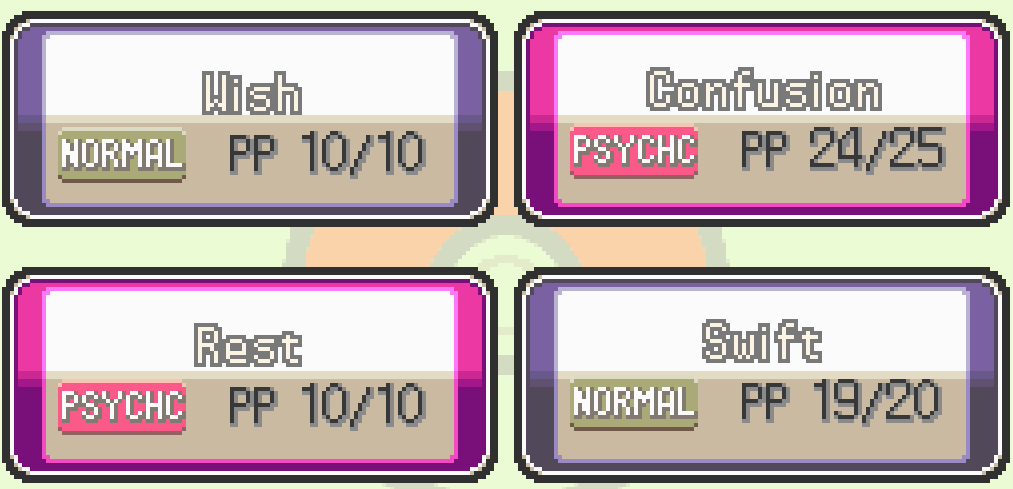 Wish
NORMAL PP 10/10
Confusion
PSYCHC PP 24/25
Rest
PSYCHC PP 10/10
Swift
NORMAL PP 19/20